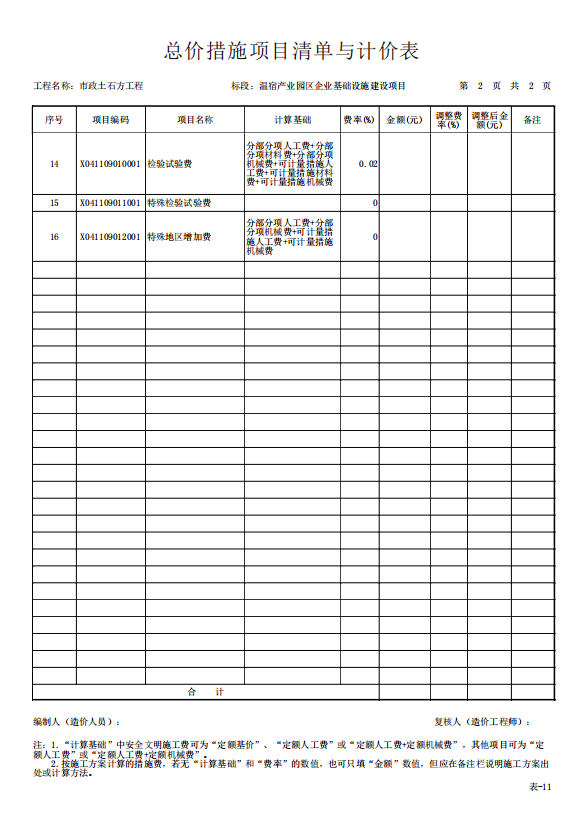 总价措施项目清单与计价表
工程名称：市政土石方工程 标段：温宿产业园区企业基础设施建设项目 第 2 页 共 2 页
序号 项目编码 项目名称 计算基础 费率(%) 金额(元) 调整费率(%) 调整后金额(元) 备注
14 X041109010001 检验试验费 分部分项人工费+分部
分项材料费+分部分项
机械费+可计量措施人
工费+可计量措施材料
费+可计量措施机械费 0.02
15 X041109011001 特殊检验试验费 0
16 X041109012001 特殊地区增加费 分部分项人工费+分部
分项机械费+可计量措
施人工费+可计量措施
机械费 0
合 计
编制人（造价人员）： 复核人（造价工程师）：
注：1.“计算基础”中安全文明施工费可为“定额基价”、“定额人工费”或“定额人工费+定额机械费”，其他项目可为“定
额人工费”或“定额人工费+定额机械费”。
2.按施工方案计算的措施费，若无“计算基础”和“费率”的数值，也可只填“金额”数值，但应在备注栏说明施工方案出
处或计算方法。
表-11